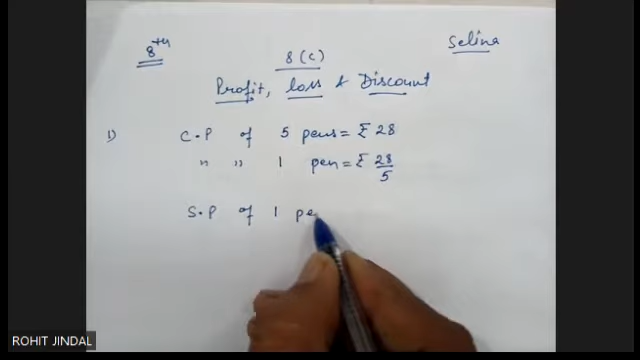 8th
8(C)
Selina
Profit, loss & Discount
1) C.P of 5 pens = ₹ 28
" " 1 pen = ₹ 28/5
S.P of 1 pe
ROHIT JINDAL